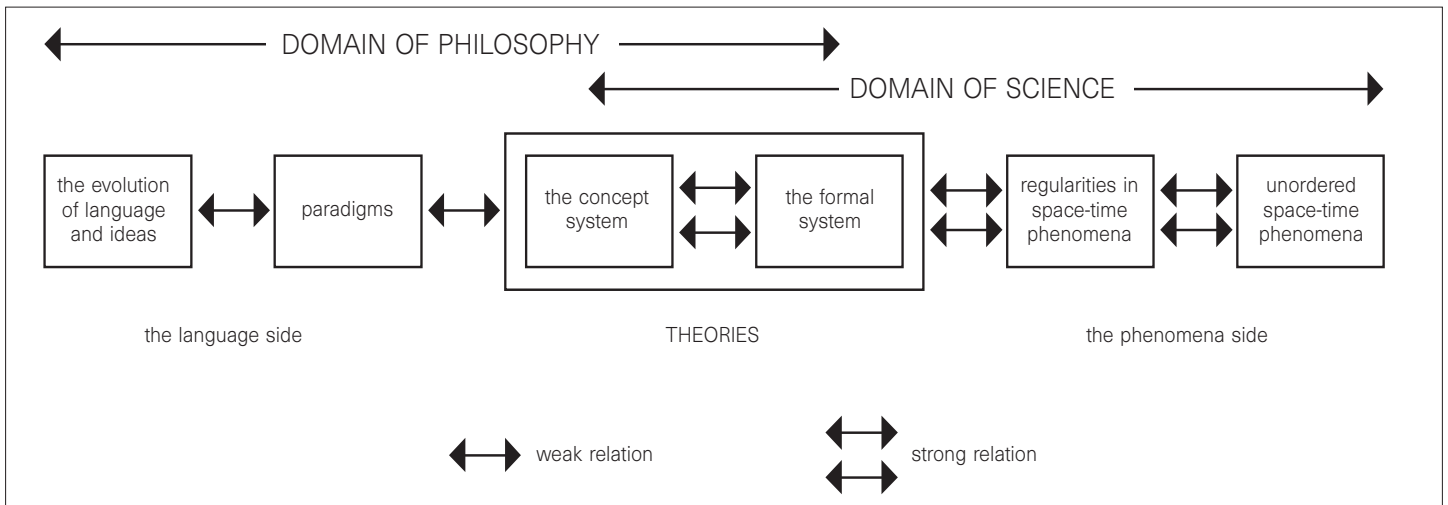 DOMAIN OF PHILOSOPHY
DOMAIN OF SCIENCE
the evolution
of language
and ideas
paradigms
the concept
system
the formal
system
regularities in
space-time
phenomena
unordered
space-time
phenomena
the language side
THEORIES
the phenomena side
weak relation
strong relation